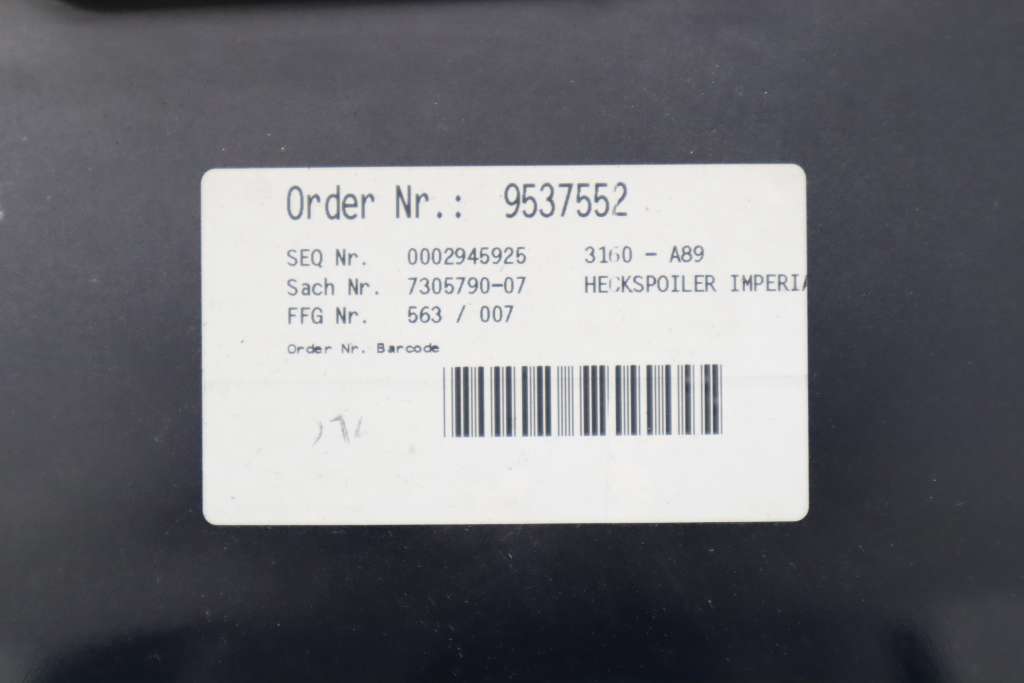 Order Nr.: 9537552
SEQ Nr. 0002945925 3160 - A89
Sach Nr. 7305790-07 HECKSPOILER IMPERIA
FFG Nr. 563 / 007
Order Nr. Barcode